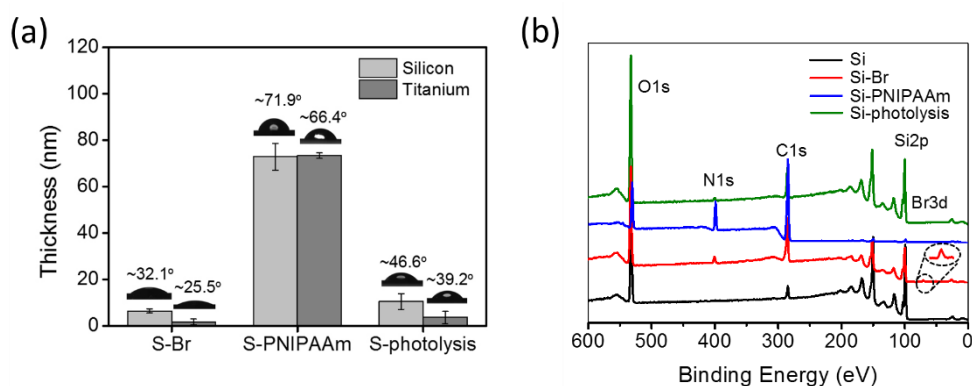 (a)
120
100
80
60
40
20
0
Thickness (nm)
Silicon
Titanium
~32.1°
~25.5°
~71.9°
~66.4°
~46.6°
~39.2°
S-Br
S-PNIPAAm
S-photolysis
(b)
Si
Si-Br
Si-PNIPAAm
Si-photolysis
O1s
N1s
C1s
Si2p
Br3d
600
500
400
300
200
100
0
Binding Energy (eV)